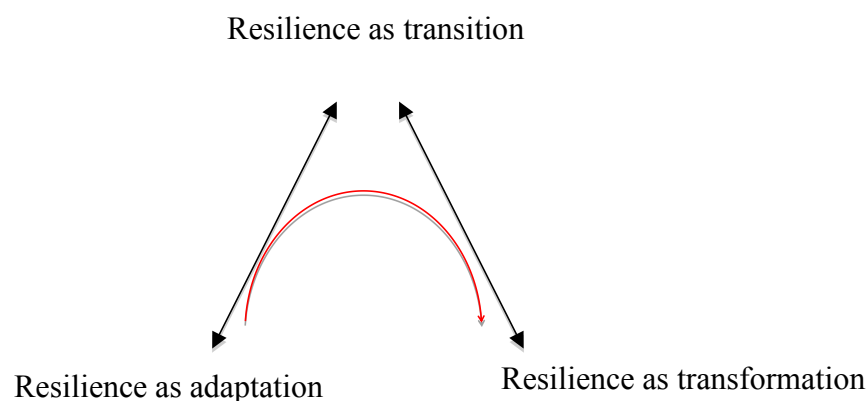 Resilience as transition
Resilience as adaptation
Resilience as transformation